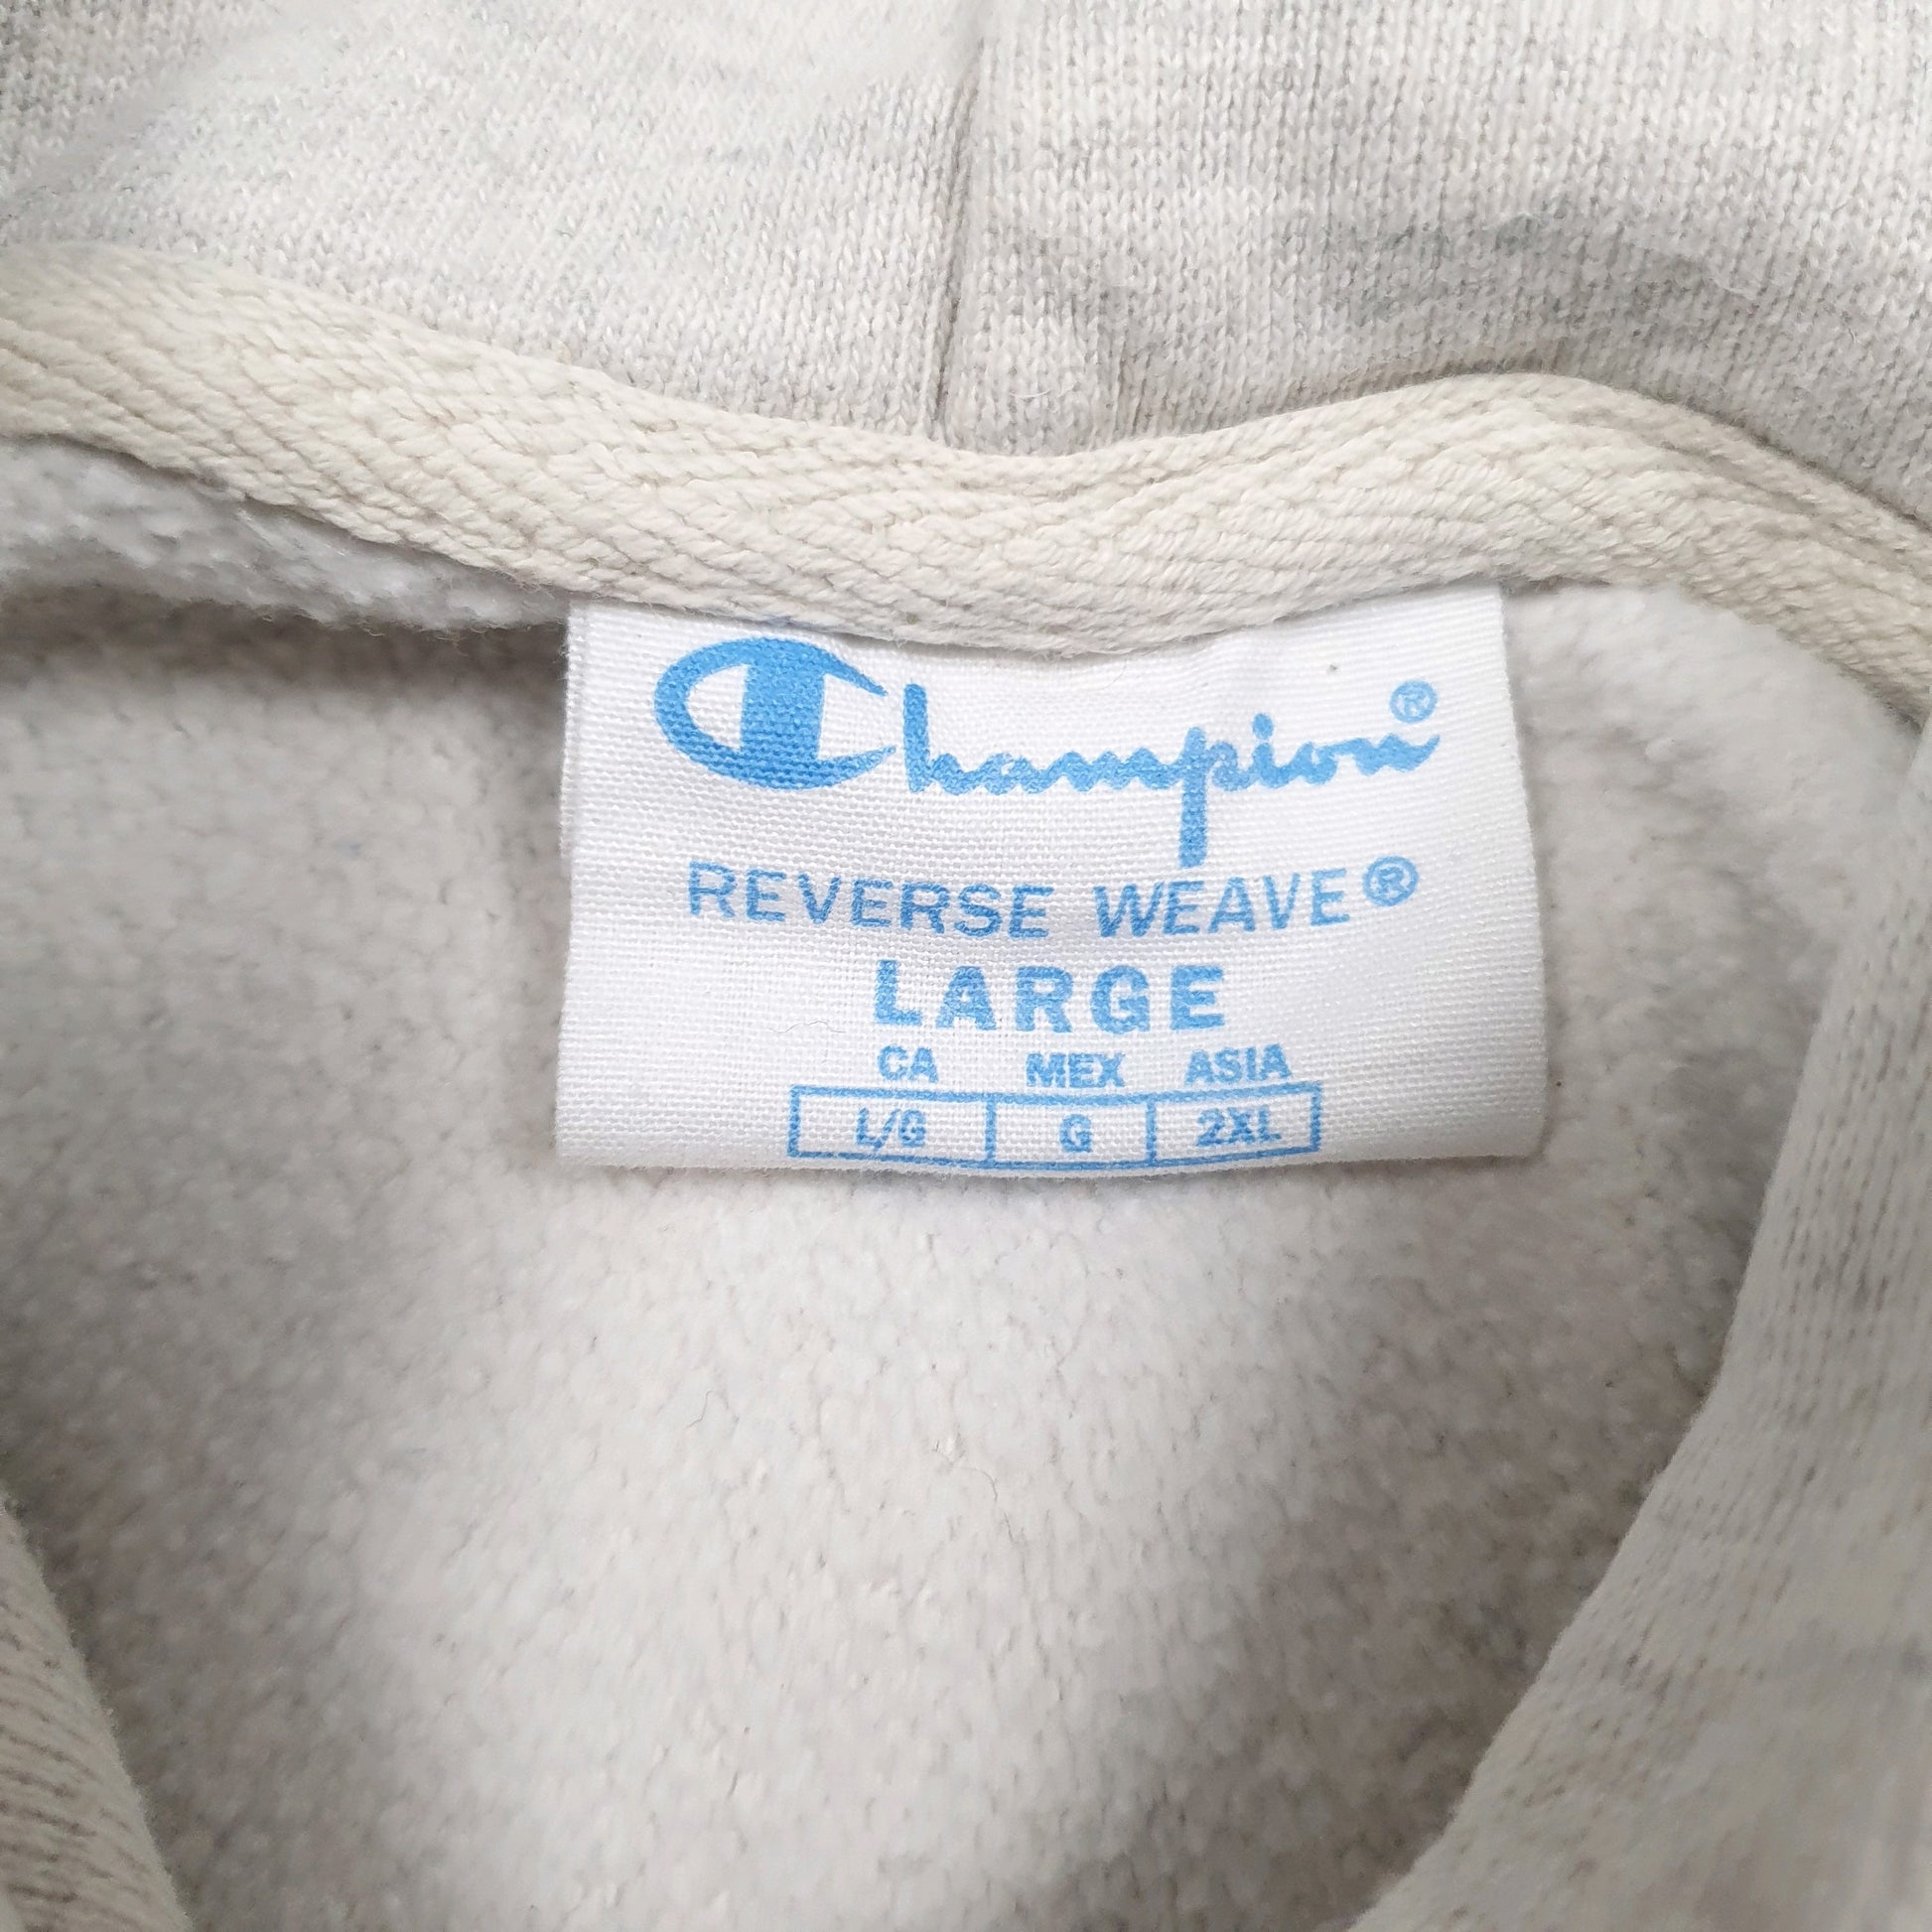 Champion®
REVERSE WEAVE®
LARGE
CA MEX ASIA
L/G G 2XL